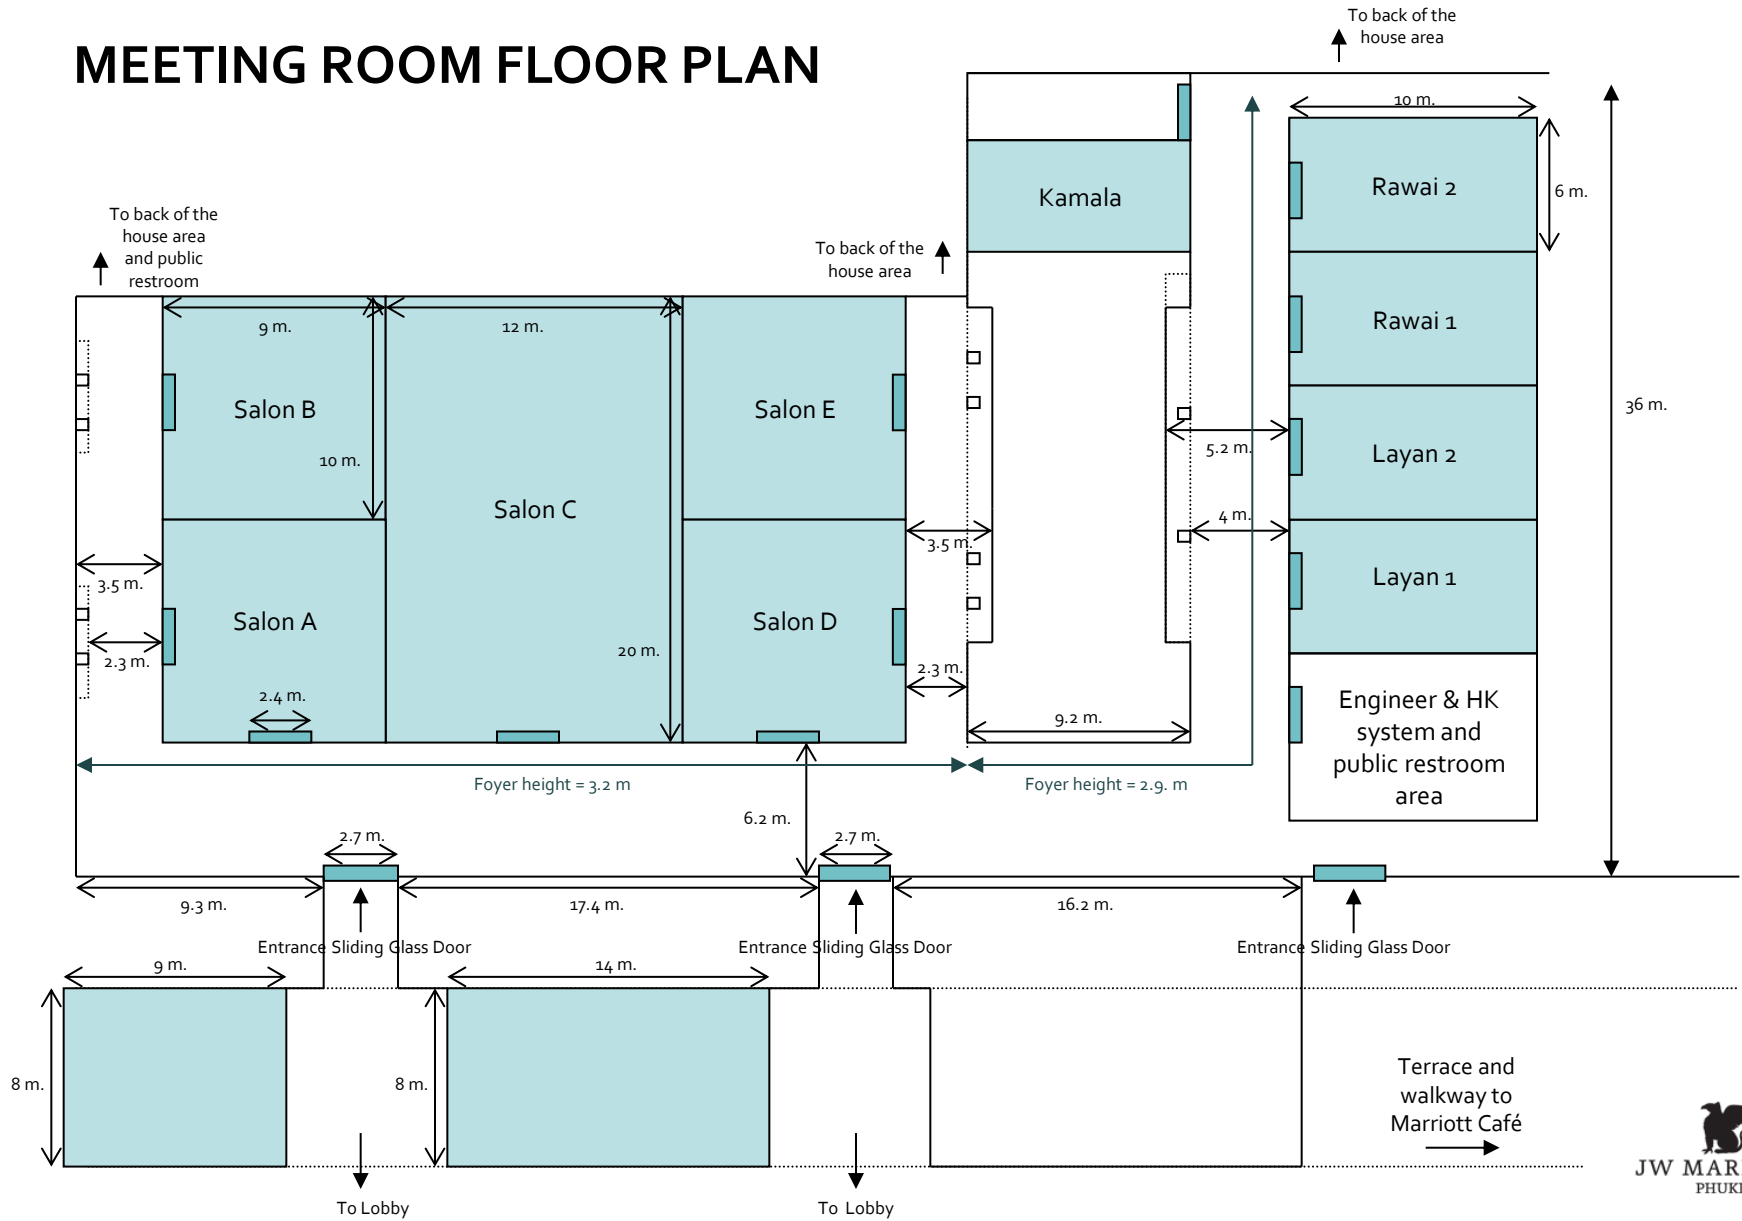 MEETING ROOM FLOOR PLAN
To back of the
house area
10 m.
Rawai 2
6 m.
Kamala
To back of the
house area
and public
restroom
To back of the
house area
9 m.
12 m.
Rawai 1
Salon B
Salon E
36 m.
10 m.
5.2 m.
Layan 2
Salon C
4 m.
3.5 m.
3.5 m.
Layan 1
Salon A
Salon D
20 m.
2.3 m.
2.3 m.
2.4 m.
9.2 m.
Engineer & HK
system and
public restroom
area
Foyer height = 3.2 m
Foyer height = 2.9. m
6.2 m.
2.7 m.
2.7 m.
9.3 m.
17.4 m.
16.2 m.
Entrance Sliding Glass Door
Entrance Sliding Glass Door
Entrance Sliding Glass Door
9 m.
14 m.
8 m.
8 m.
Terrace and
walkway to
Marriott Café
JW MAR
PHUK
To Lobby
To Lobby